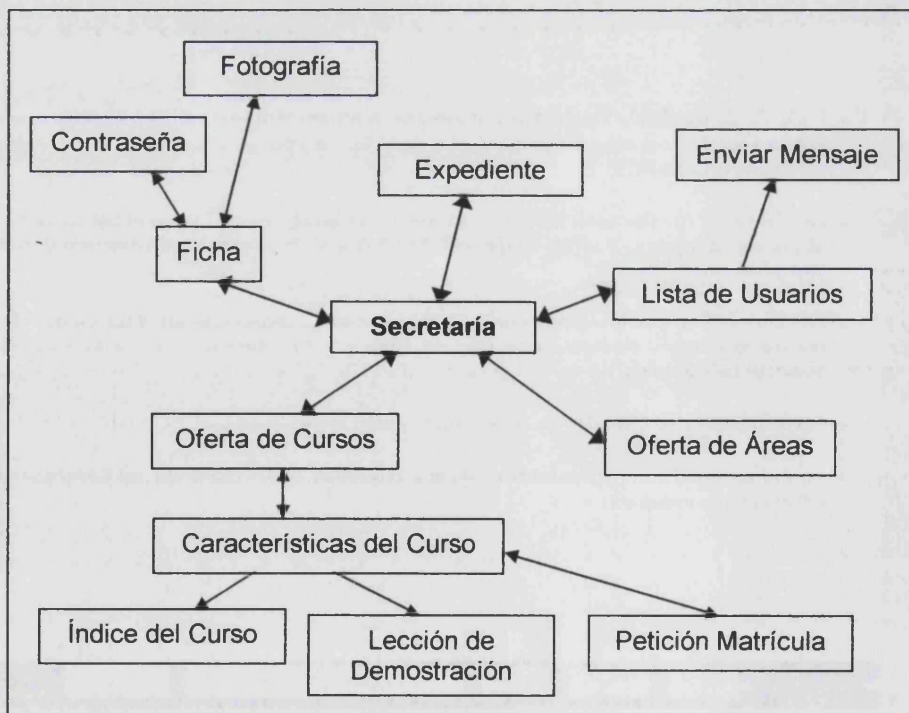 Fotografía
Contraseña
Expediente
Enviar Mensaje
Ficha
Lista de Usuarios
Secretaría
Oferta de Cursos
Oferta de Áreas
Características del Curso
Índice del Curso
Lección de
Demostración
Petición Matrícula